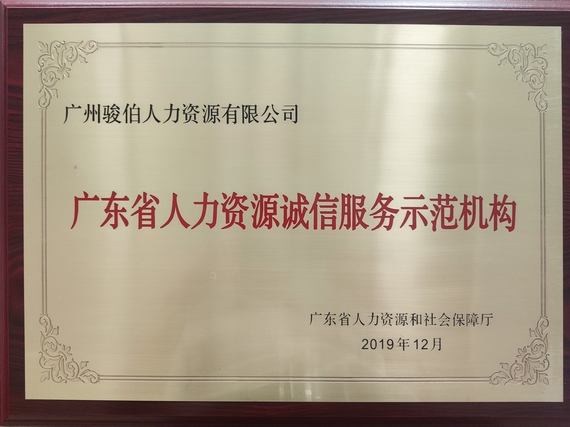 广州骏伯人力资源有限公司
广东省人力资源诚信服务示范机构
广东省人力资源和社会保障厅
2019年12月